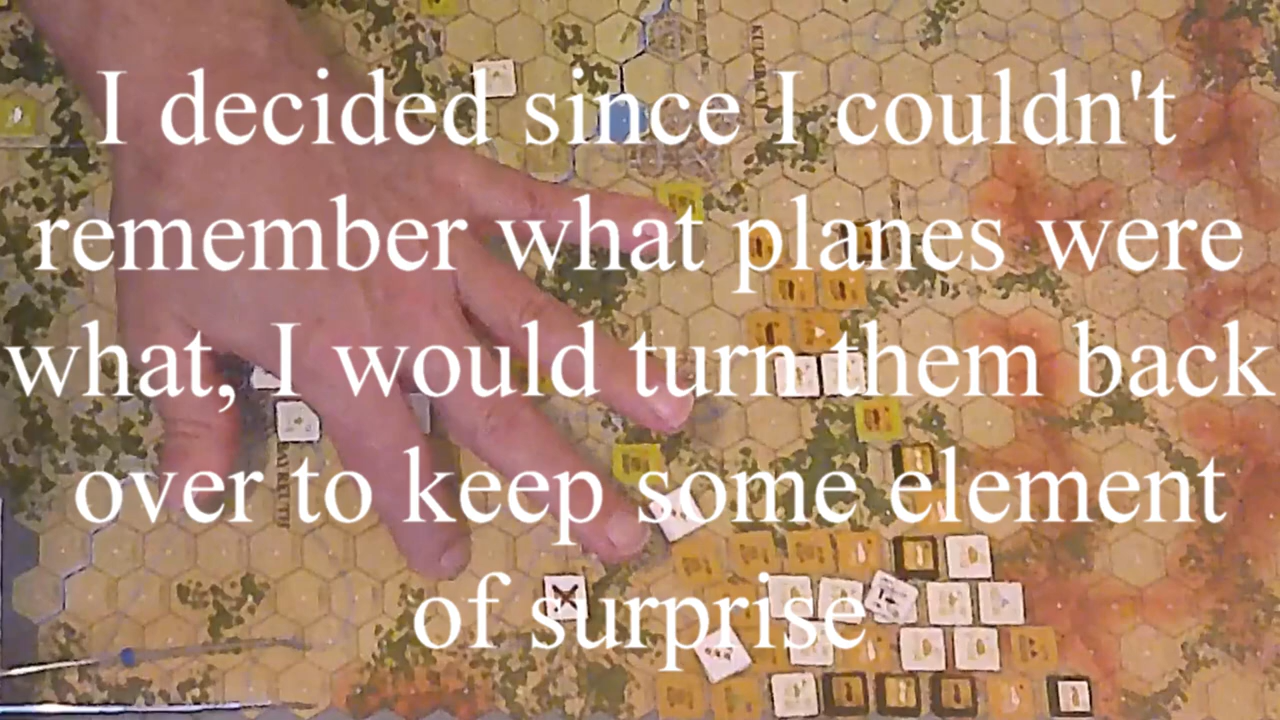 I decided since I couldn't
remember what planes were
what, I would turn them back
over to keep some element
of surprise